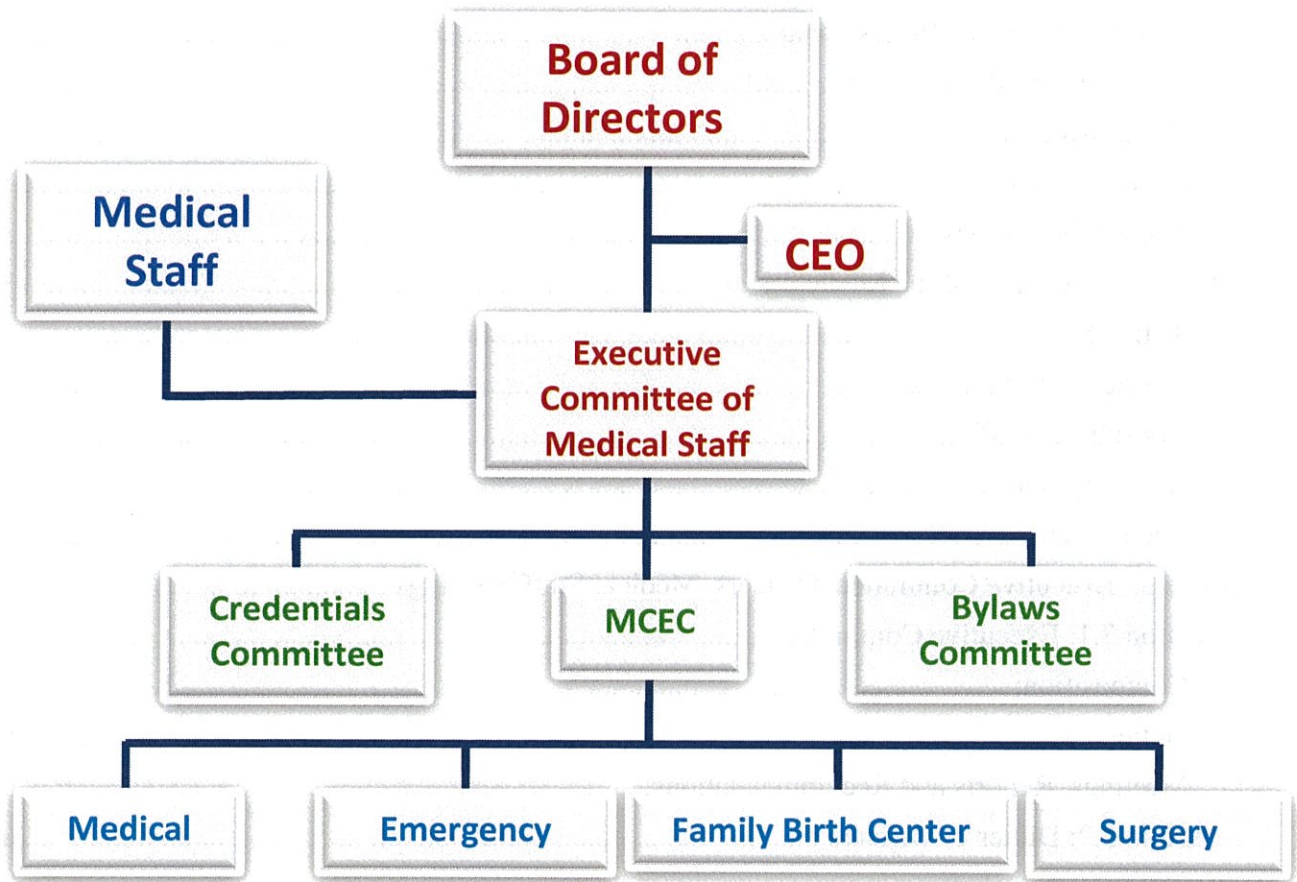 Board of
Directors
Medical
Staff
CEO
Executive
Committee of
Medical Staff
Credentials
Committee
MCEC
Bylaws
Committee
Medical
Emergency
Family Birth Center
Surgery